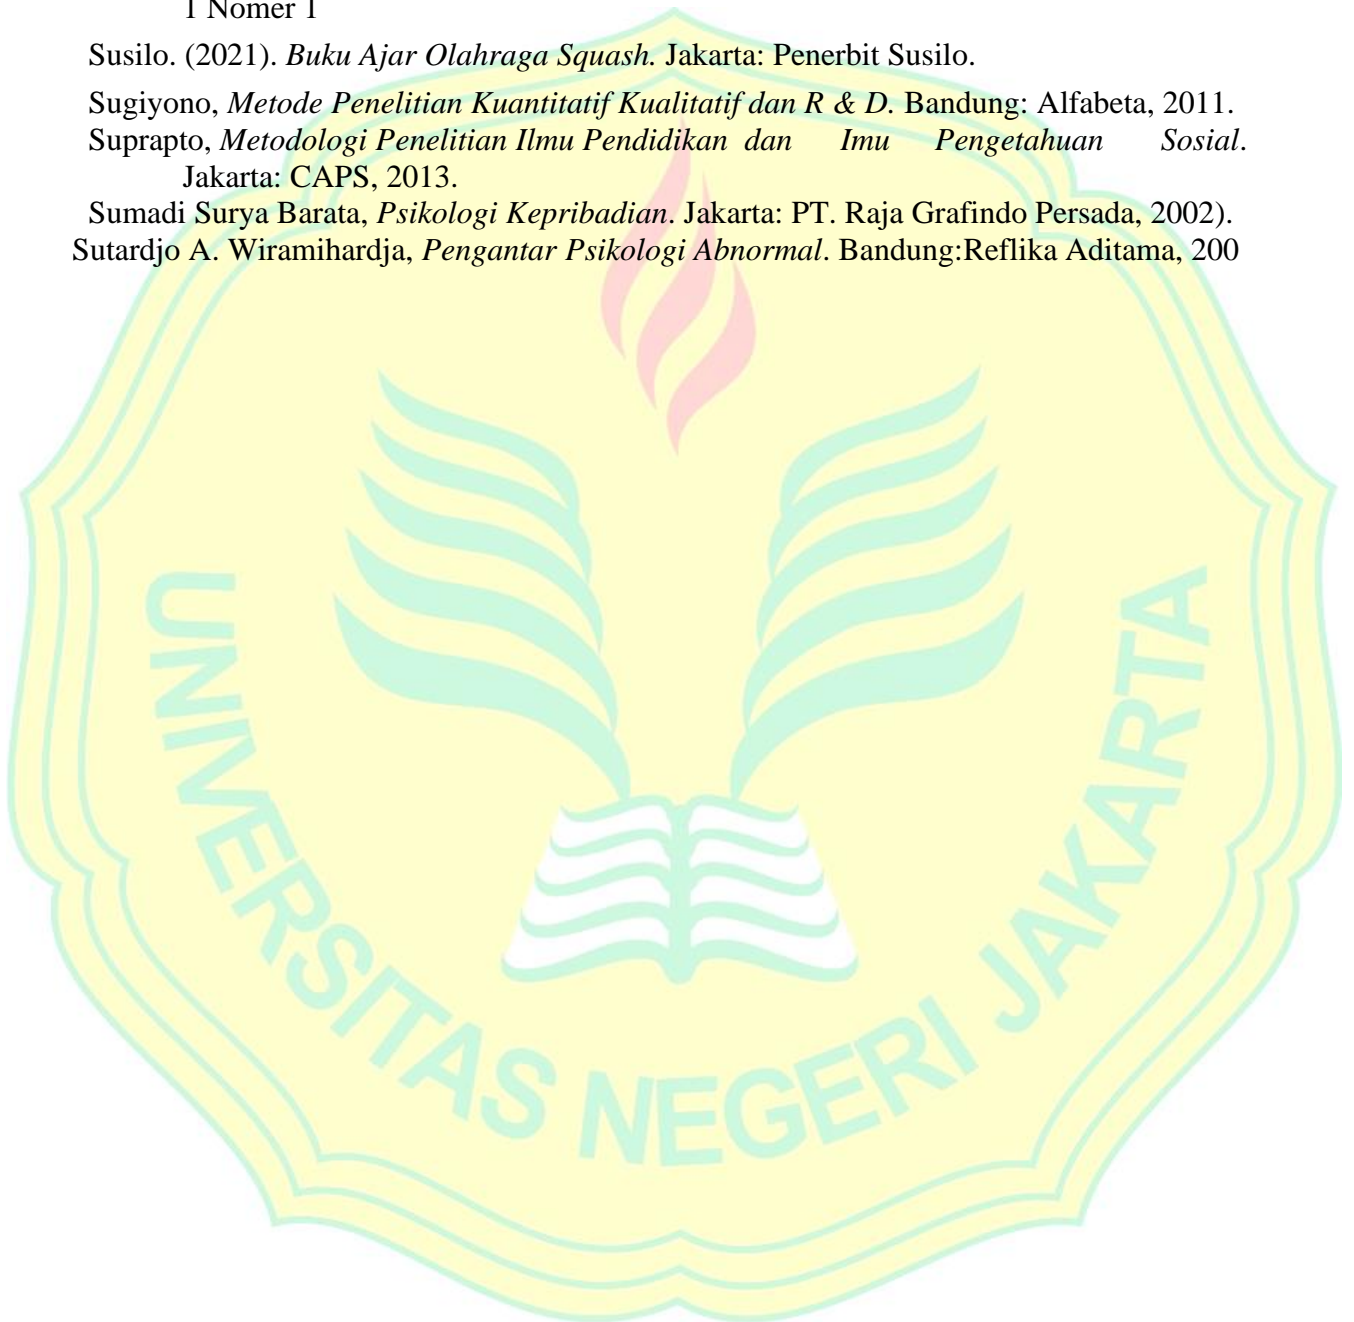 1 Nomer 1
Susilo. (2021). Buku Ajar Olahraga Squash. Jakarta: Penerbit Susilo.
Sugiyono, Metode Penelitian Kuantitatif Kualitatif dan R & D. Bandung: Alfabeta, 2011.
Suprapto, Metodologi Penelitian Ilmu Pendidikan dan Imu Pengetahuan Sosial.
Jakarta: CAPS, 2013.
Sumadi Surya Barata, Psikologi Kepribadian. Jakarta: PT. Raja Grafindo Persada, 2002).
Sutardjo A. Wiramihardja, Pengantar Psikologi Abnormal. Bandung:Reflika Aditama, 200
UNIVERSITAS NEGERI JAKARTA